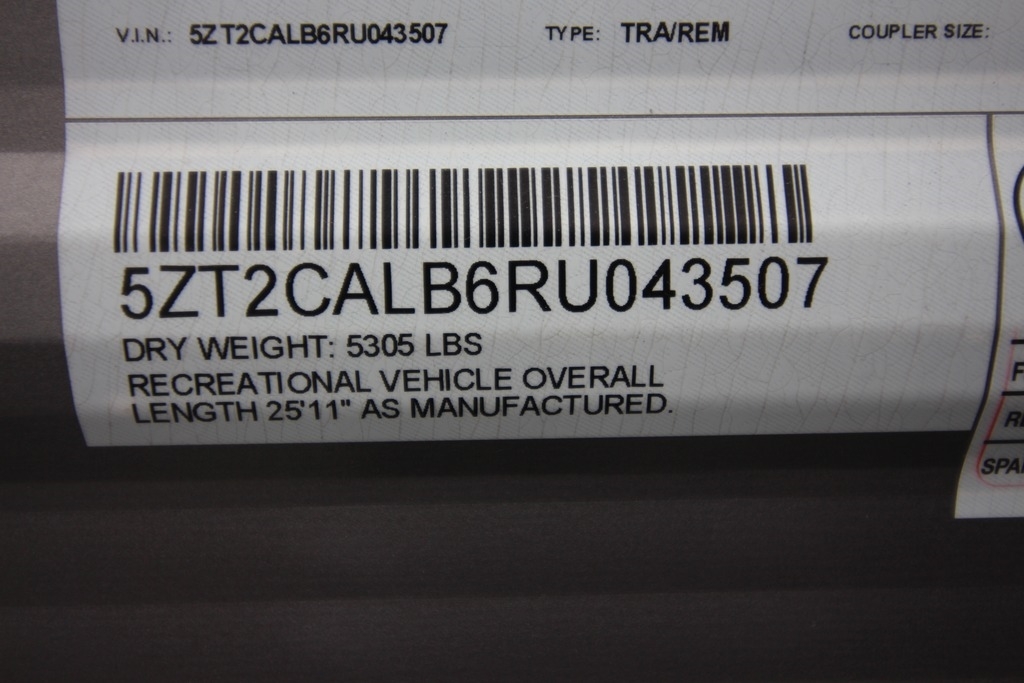 V.I.N.: 5ZT2CALB6RU043507 TYPE: TRA/REM COUPLER SIZE:
5ZT2CALB6RU043507
DRY WEIGHT: 5305 LBS
RECREATIONAL VEHICLE OVERALL
LENGTH 25'11" AS MANUFACTURED.